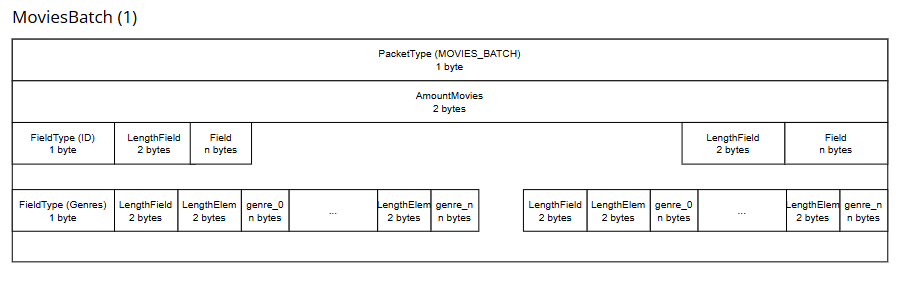 MoviesBatch (1)
PacketType (MOVIES_BATCH)
1 byte
AmountMovies
2 bytes
FieldType (ID)
1 byte
LengthField
2 bytes
Field
n bytes
LengthField
2 bytes
Field
n bytes
FieldType (Genres)
1 byte
LengthField
2 bytes
LengthElem
2 bytes
genre_0
n bytes
...
LengthElem
2 bytes
genre_n
n bytes
LengthField
2 bytes
LengthElem
2 bytes
genre_0
n bytes
...
LengthElem
2 bytes
genre_n
n bytes